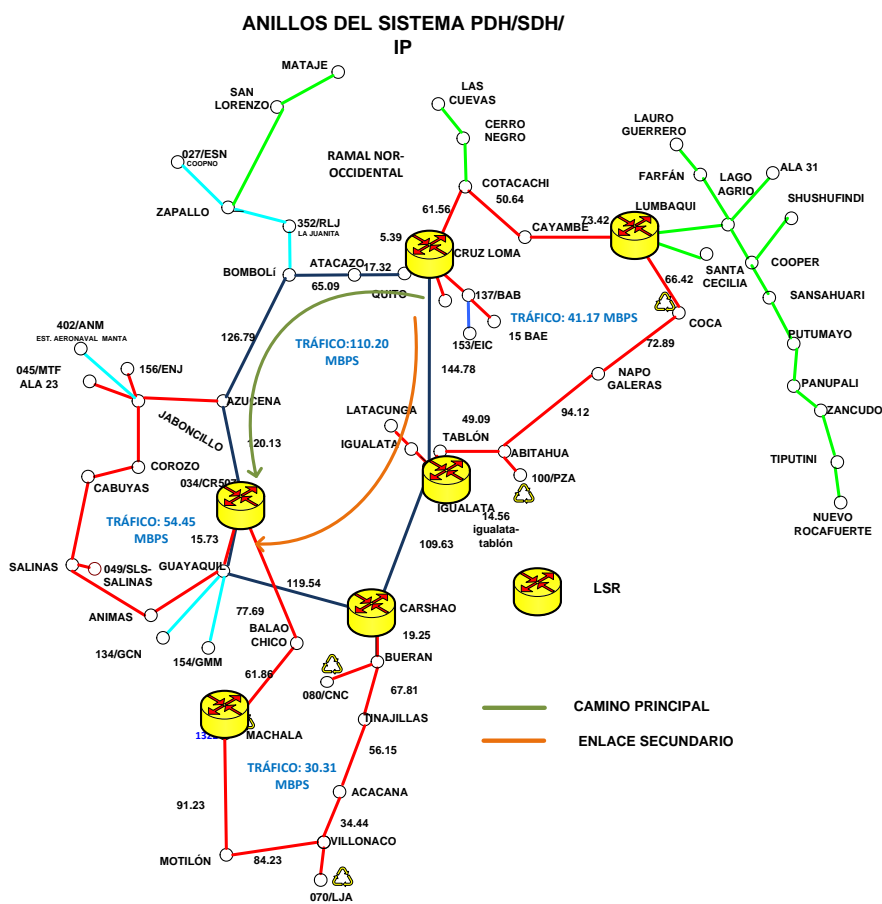 ANILLOS DEL SISTEMA PDH/SDH/
IP
MATAJE
SAN
LORENZO
LAS
CUEVAS
CERRO
NEGRO
LAURO
GUERRERO
027/ESN
COOPNO
RAMAL NOR-
OCCIDENTAL
FARFÁN
LAGO
AGRIO
ALA 31
COTACACHI
SHUSHUFINDI
ZAPALLO
61.56
50.64
LUMBAQUI
352/RLJ
LA JUANITA
73.42
CAYAMBE
5.39
CRUZ LOMA
BOMBOLí
ATACAZO
17.32
65.09
QUITO
SANTA
CECILIA
COOPER
66.42
137/BAB
SANSAHUARI
402/ANM
EST. AERONAVAL MANTA
126.79
TRÁFICO:110.20
MBPS
TRÁFICO: 41.17 MBPS
COCA
15 BAE
153/EIC
PUTUMAYO
72.89
045/MTF
ALA 23
156/ENJ
144.78
NAPO
GALERAS
PANUPALI
AZUCENA
JABONCILLO
LATACUNGA
49.09
94.12
ZANCUDO
120.13
IGUALATA
TABLÓN
ABITAHUA
TIPUTINI
COROZO
CABUYAS
034/CR507
100/PZA
IGUALATA
14.56
igualata-
tablón
NUEVO
ROCAFUERTE
TRÁFICO: 54.45
MBPS
15.73
109.63
SALINAS
049/SLS-
SALINAS
GUAYAQUIL
119.54
LSR
ANIMAS
77.69
CARSHAO
134/GCN
154/GMM
BALAO
CHICO
19.25
BUERAN
61.86
080/CNC
67.81
CAMINO PRINCIPAL
TINAJILLAS
MACHALA
ENLACE SECUNDARIO
TRÁFICO: 30.31
MBPS
56.15
ACACANA
91.23
34.44
VILLONACO
MOTILÓN
84.23
070/LJA